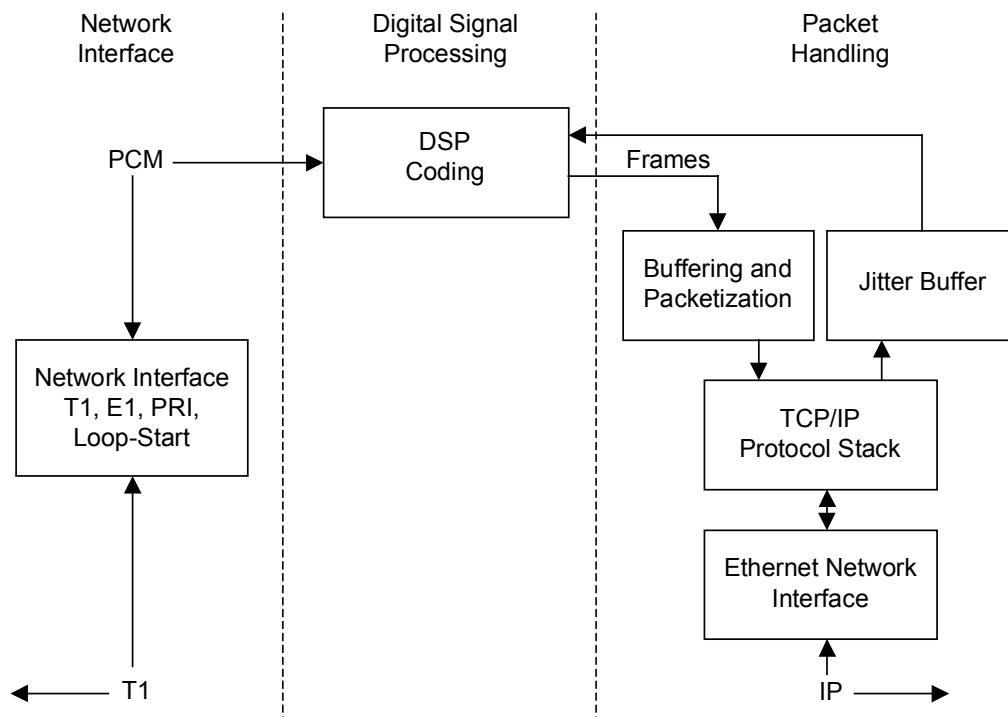 Network
Interface
Digital Signal
Processing
Packet
Handling
PCM
DSP
Coding
Frames
Buffering and
Packetization
Jitter Buffer
Network Interface
T1, E1, PRI,
Loop-Start
TCP/IP
Protocol Stack
Ethernet Network
Interface
T1
IP